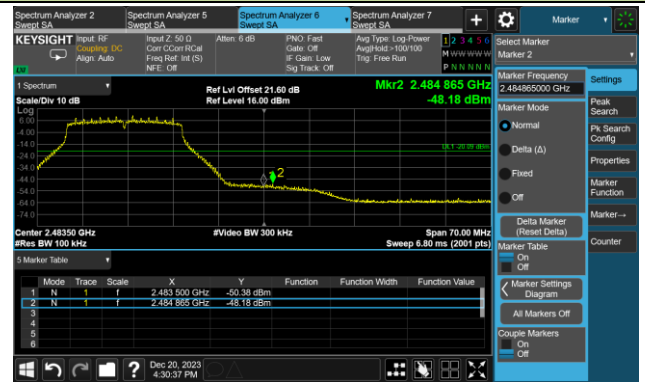 Spectrum Analyzer 2
Swept SA
Spectrum Analyzer 5
Swept SA
Spectrum Analyzer 6
Swept SA
Spectrum Analyzer 7
Swept SA
+
Marker
KEYSIGHT
Input: RF
Coupling: DC
Align: Auto
Input Z: 50 Ω
Corr CCorr RCal
Freq Ref: Int (S)
NFE: Off
Atten: 6 dB
PNO: Fast
Gate: Off
IF Gain: Low
Sig Track: Off
Avg Type: Log-Power
Avg|Hold:>100/100
Trig: Free Run
1 2 3 4 5 6
M W W W W W
P N N N N N
Select Marker
Marker 2
1 Spectrum
Scale/Div 10 dB
Log
Ref Lvl Offset 21.60 dB
Ref Level 16.00 dBm
Mkr2 2.484 865 GHz
-48.18 dBm
6.00
-4.00
-14.0
-24.0
-34.0
-44.0
-54.0
-64.0
-74.0
2
Center 2.48350 GHz
#Res BW 100 kHz
#Video BW 300 kHz
Span 70.00 MHz
Sweep 6.80 ms (2001 pts)
5 Marker Table
Mode Trace Scale X Y Function Function Width Function Value
1 N 1 f 2.483 500 GHz -50.38 dBm
2 N 1 f 2.484 865 GHz -48.18 dBm
3
4
5
6
Marker Frequency
2.484865000 GHz
Marker Mode
Normal
Delta (Δ)
Fixed
Off
Delta Marker
(Reset Delta)
Marker Table
On
Off
Marker Settings
Diagram
All Markers Off
Couple Markers
On
Off
Settings
Peak
Search
Pk Search
Config
Properties
Marker
Function
Marker→
Counter
?
Dec 20, 2023
4:30:37 PM